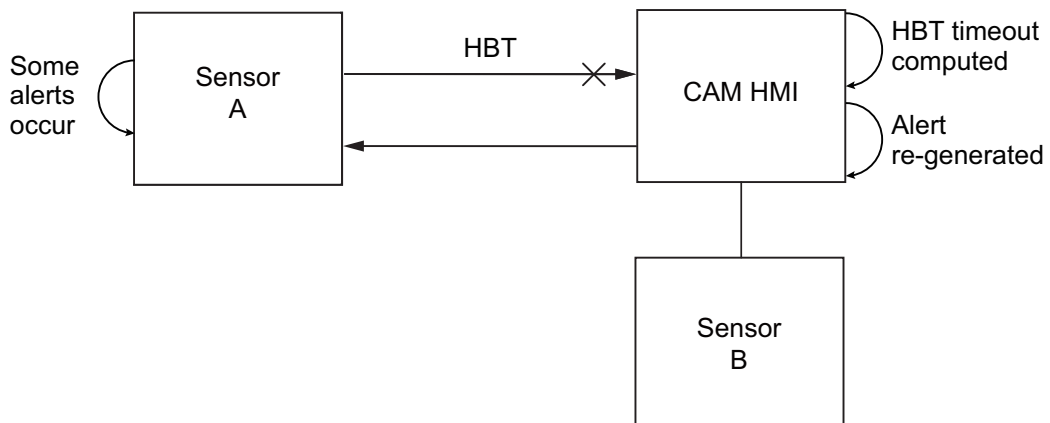 Some
alerts
occur
Sensor
A
HBT
CAM HMI
HBT timeout
computed
Alert
re-generated
Sensor
B